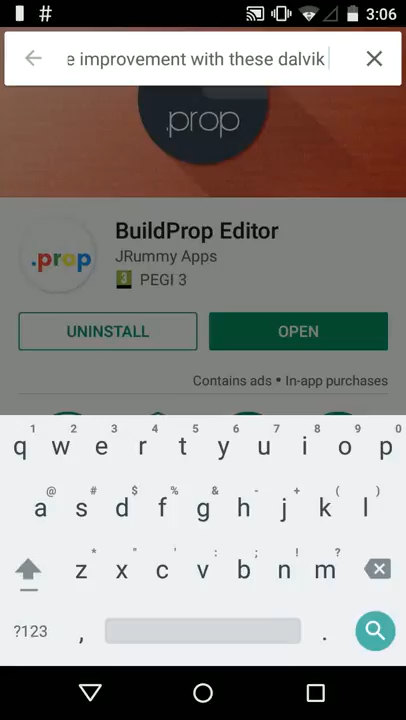 # 3:06
e improvement with these dalvik
.prop
.prop
BuildProp Editor
JRummy Apps
3 PEGI 3
UNINSTALL
OPEN
Contains ads • In-app purchases
1 2 3 4 5 6 7 8 9 0
q w e r t y u i o p
@ # $ % & - + ( )
a s d f g h j k l
* " ' : ; ! ?
z x c v b n m
?123 , .